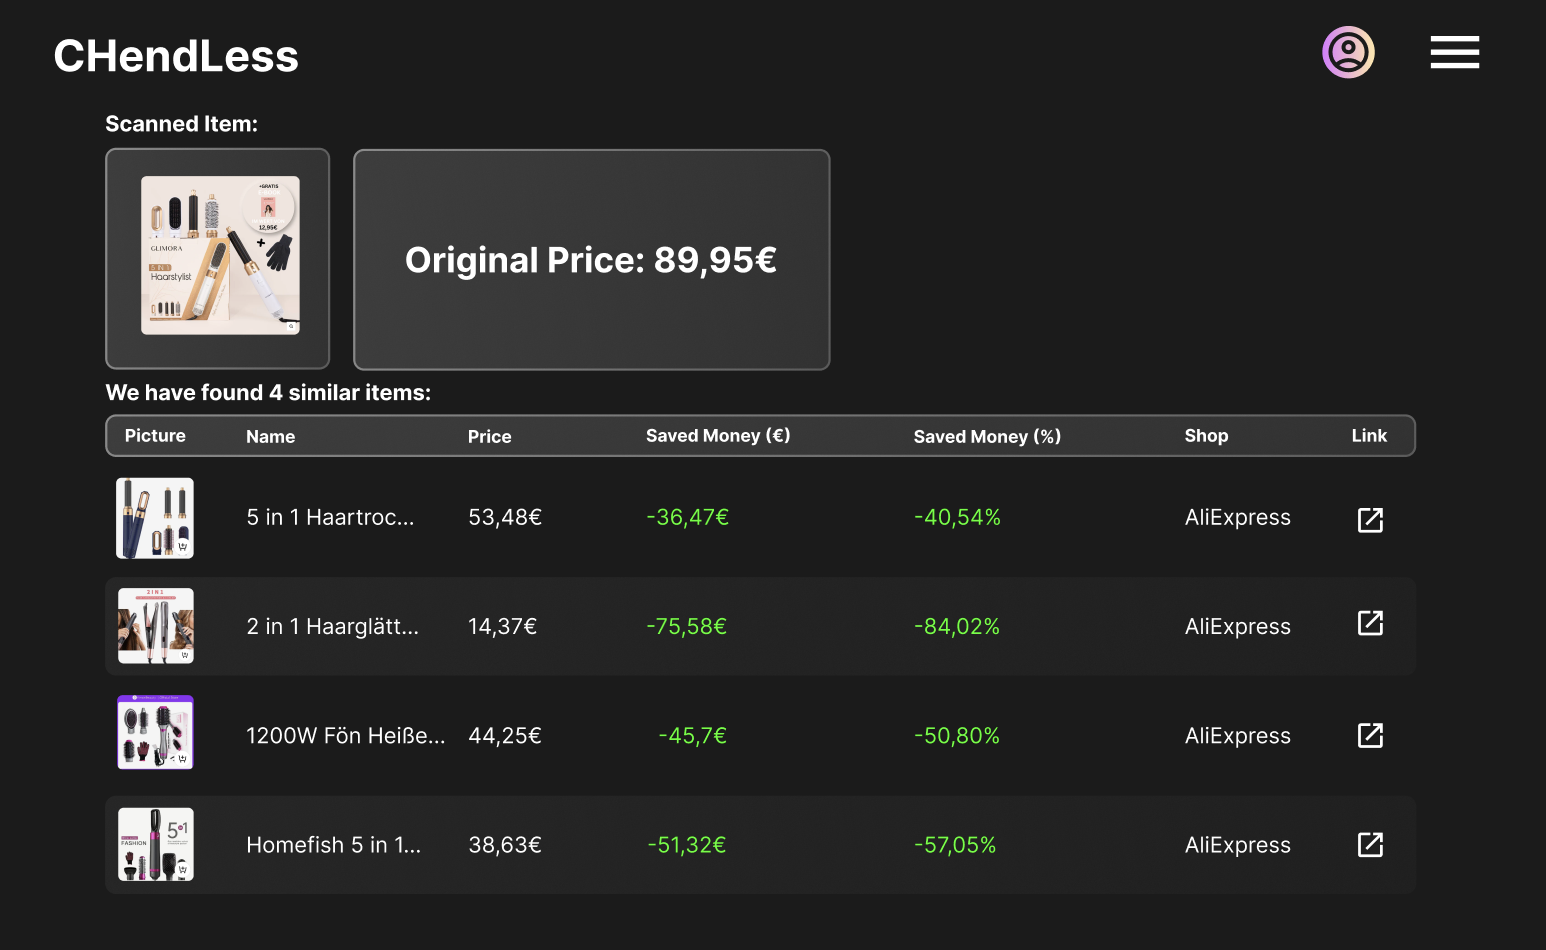 CHendLess
Scanned Item:
+GRATIS
12,95€
GLIMORA
5 IN 1
Haarstylist
Original Price: 89,95€
We have found 4 similar items:
Picture Name Price Saved Money (€) Saved Money (%) Shop Link
5 in 1 Haartroc... 53,48€ -36,47€ -40,54% AliExpress
2 IN 1
2 in 1 Haarglätt... 14,37€ -75,58€ -84,02% AliExpress
1200W Fön Heiße... 44,25€ -45,7€ -50,80% AliExpress
5in1
FASHION
Homefish 5 in 1... 38,63€ -51,32€ -57,05% AliExpress